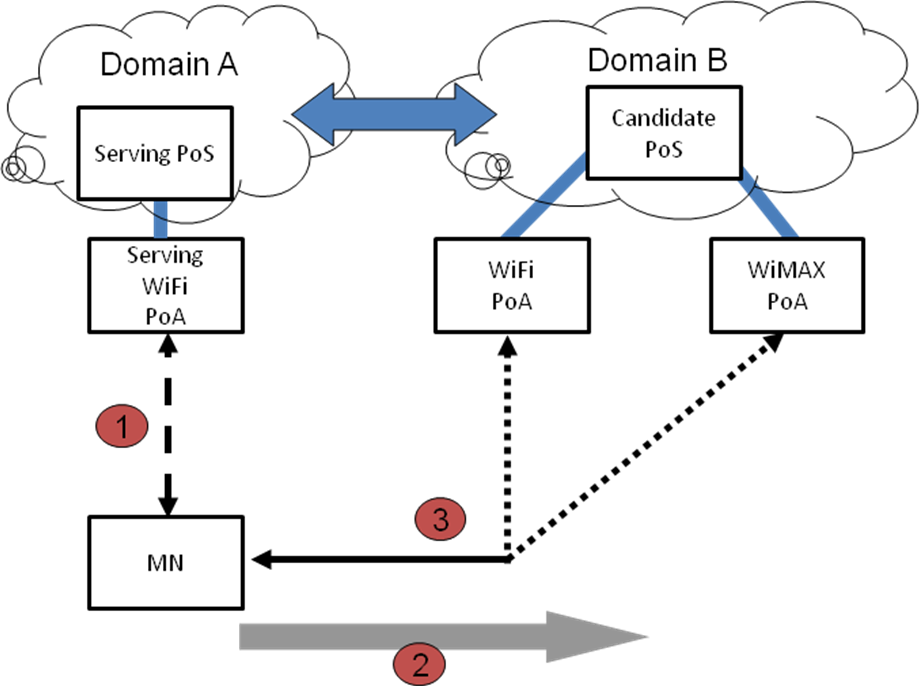 Domain A
Domain B
Serving PoS
Candidate
PoS
Serving
WiFi
PoA
WiFi
PoA
WiMAX
PoA
1
3
MN
2